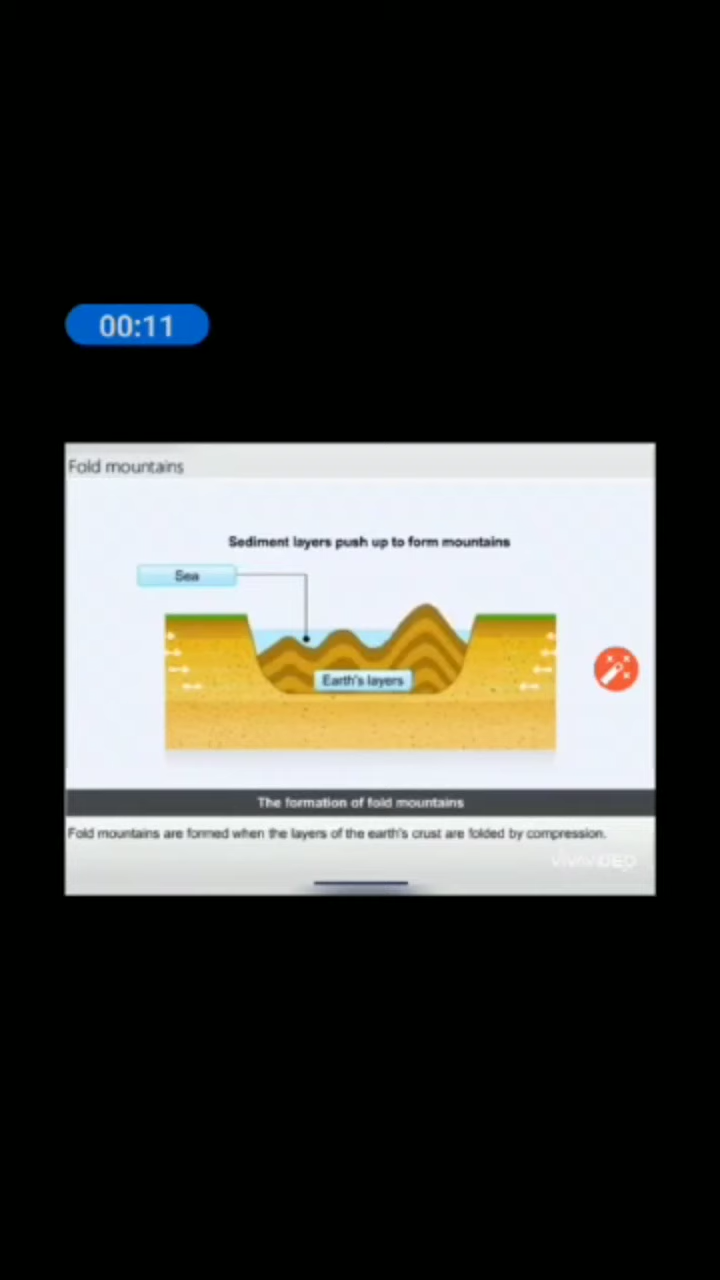 00:11
Fold mountains
Sediment layers push up to form mountains
Sea
Earth's layers
The formation of fold mountains
Fold mountains are formed when the layers of the earth's crust are folded by compression.
VIVAVIDEO